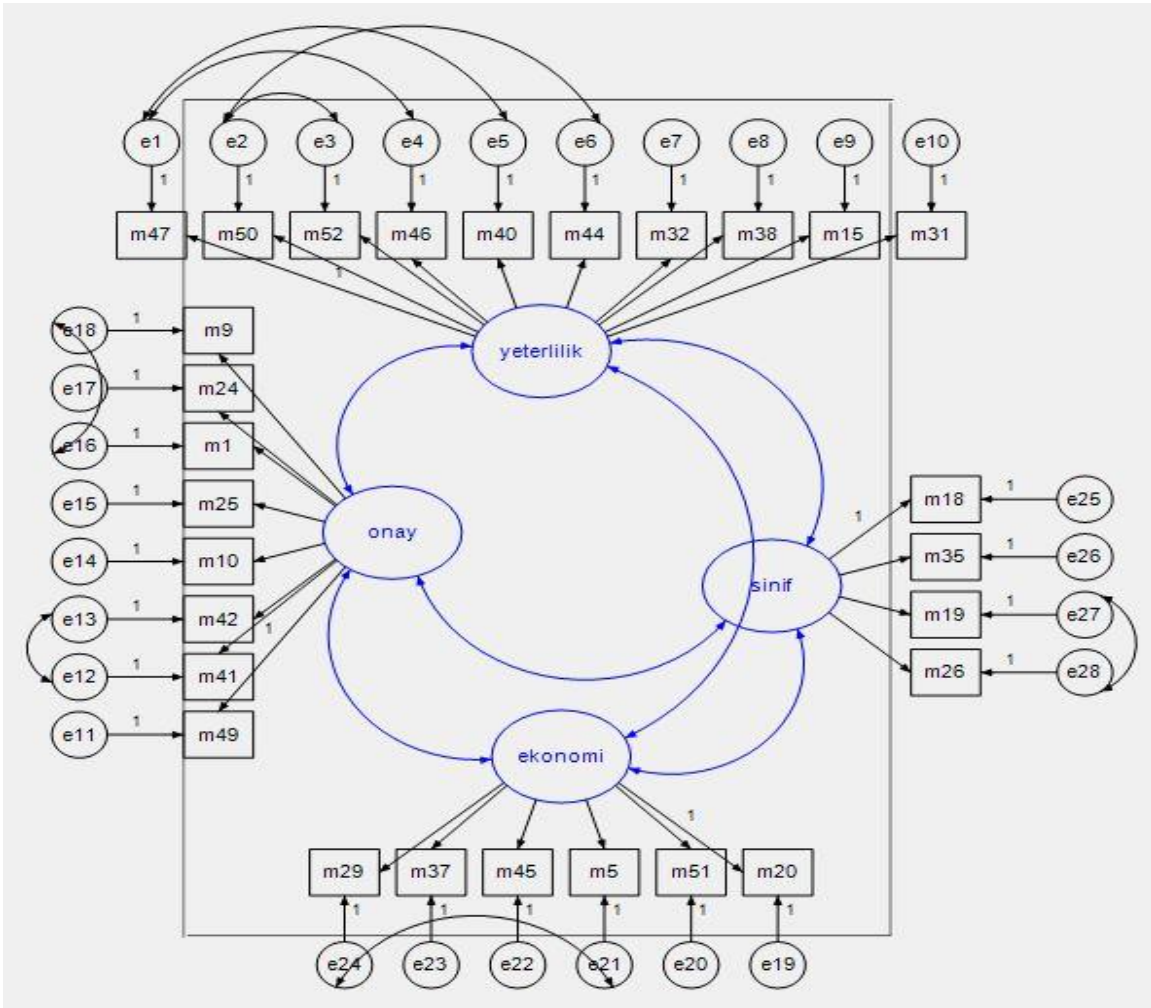 e1 e2 e3 e4 e5 e6 e7 e8 e9 e10
1 1 1 1 1 1 1 1 1 1
m47 m50 m52 m46 m40 m44 m32 m38 m15 m31
1
yeterlilik
e18 1 m9
e17 1 m24
e16 1 m1
e15 1 m25
e14 1 m10
e13 1 m42
1
e12 1 m41
e11 1 m49
onay
1
m18 1 e25
m35 1 e26
m19 1 e27
m26 1 e28
sinif
ekonomi
1
m29 m37 m45 m5 m51 m20
1 1 1 1 1 1
e24 e23 e22 e21 e20 e19